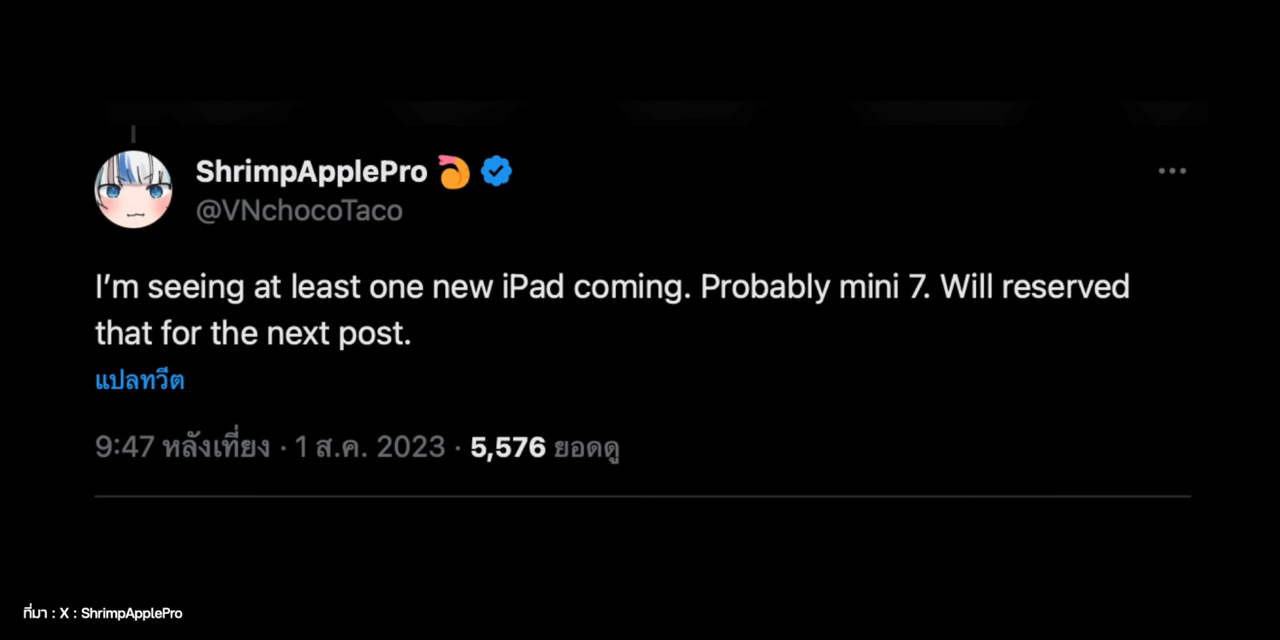 ShrimpApplePro🍤
@VNchocoTaco
I’m seeing at least one new iPad coming. Probably mini 7. Will reserved
that for the next post.
แปลทวีต
9:47 หลังเที่ยง · 1 ส.ค. 2023 · 5,576 ยอดดู
ที่มา : X : ShrimpApplePro